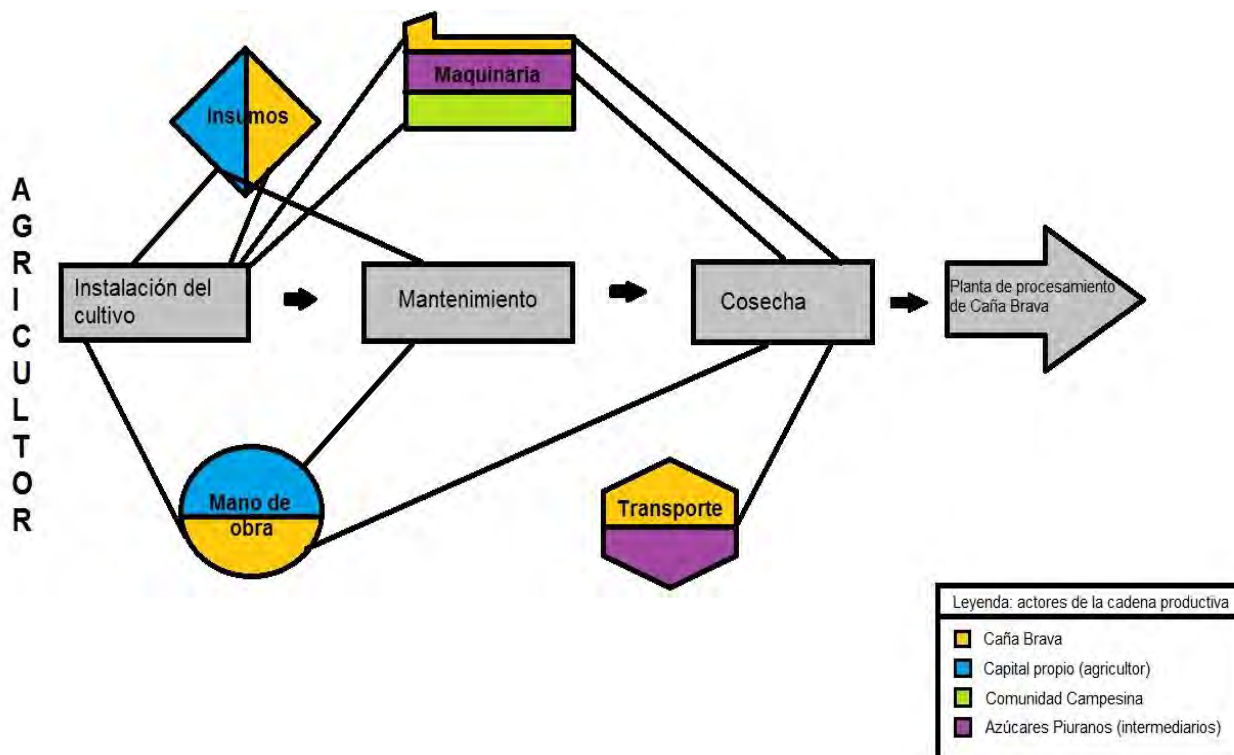 AGRICULTOR
Insumos
Maquinaria
Instalación del
cultivo
Mantenimiento
Cosecha
Planta de procesamiento
de Caña Brava
Mano de
obra
Transporte
Leyenda: actores de la cadena productiva
Caña Brava
Capital propio (agricultor)
Comunidad Campesina
Azúcares Piuranos (intermediarios)